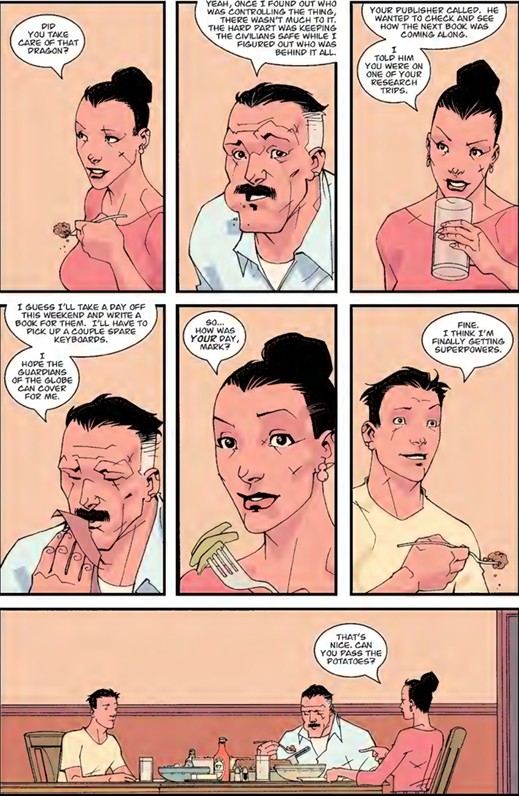 DID
YOU TAKE
CARE OF THAT
DRAGON?
YEAH, ONCE I FOUND OUT WHO
WAS CONTROLLING THE THING,
THERE WASN'T MUCH TO IT.
THE HARD PART WAS KEEPING
THE CIVILIANS SAFE WHILE I
FIGURED OUT WHO WAS
BEHIND IT ALL.
YOUR PUBLISHER CALLED. HE
WANTED TO CHECK AND SEE
HOW THE NEXT BOOK WAS
COMING ALONG.
I
TOLD HIM
YOU WERE ON
ONE OF YOUR
RESEARCH
TRIPS.
I GUESS I'LL TAKE A DAY OFF
THIS WEEKEND AND WRITE A
BOOK FOR THEM. I'LL HAVE TO
PICK UP A COUPLE SPARE
KEYBOARDS.
I
HOPE THE
GUARDIANS
OF THE GLOBE
CAN COVER
FOR ME.
SO...
HOW WAS
YOUR DAY,
MARK?
FINE.
I THINK I'M
FINALLY GETTING
SUPERPOWERS.
THAT'S
NICE. CAN
YOU PASS THE
POTATOES?